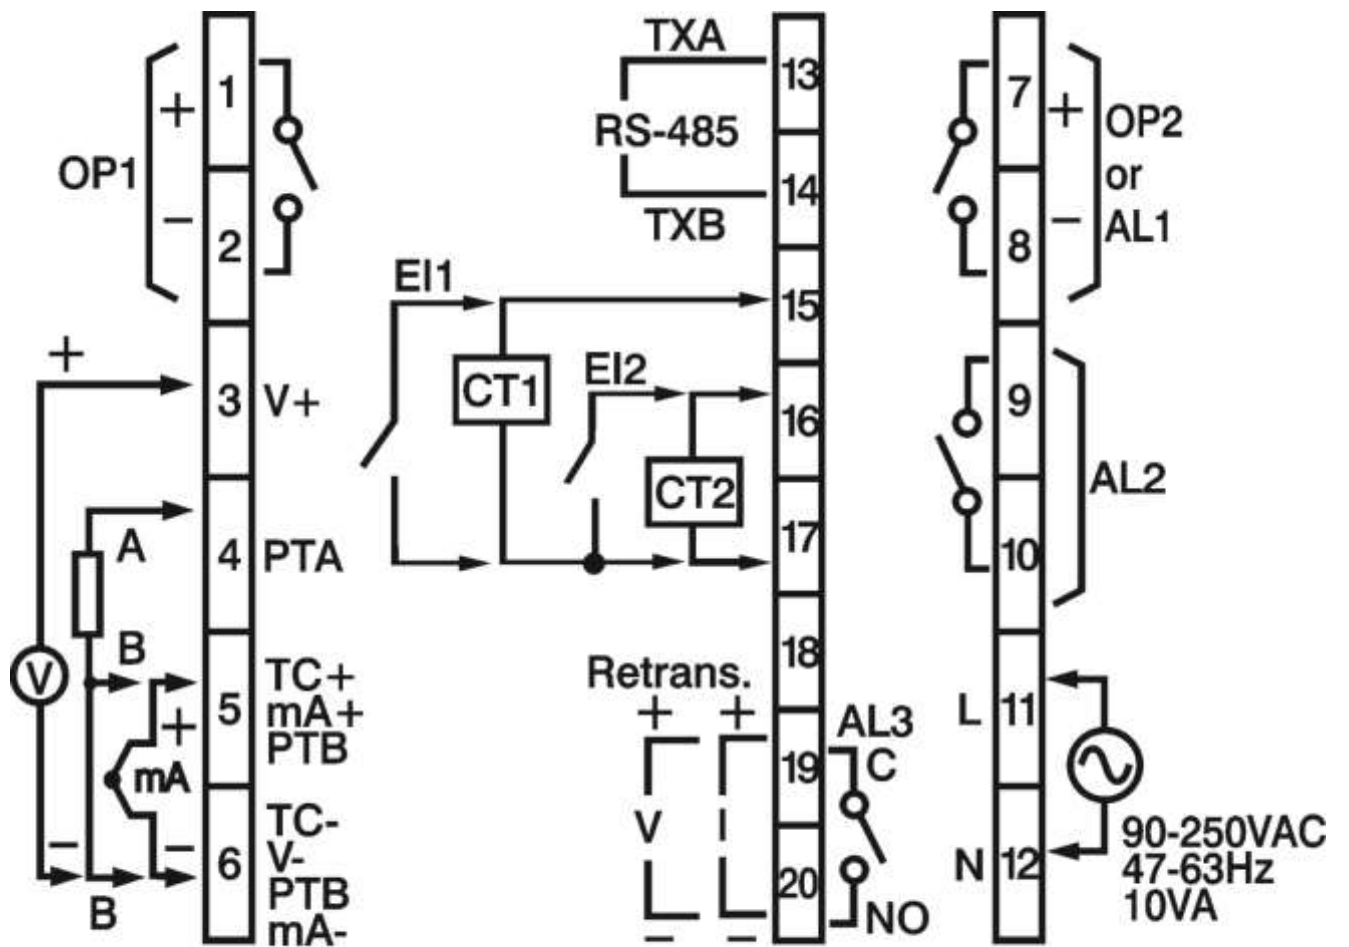 OP1
+
−
1
2
+
3
V+
A
4
PTA
B
V
5
TC+
mA+
PTB
+
mA
−
−
B
6
TC-
V-
PTB
mA-
TXA
RS-485
TXB
13
14
EI1
15
CT1
EI2
16
CT2
17
18
Retrans.
+
+
V
I
−
−
19
20
AL3
C
NO
7
8
+
−
OP2
or
AL1
9
10
AL2
L
11
N
12
90-250VAC
47-63Hz
10VA